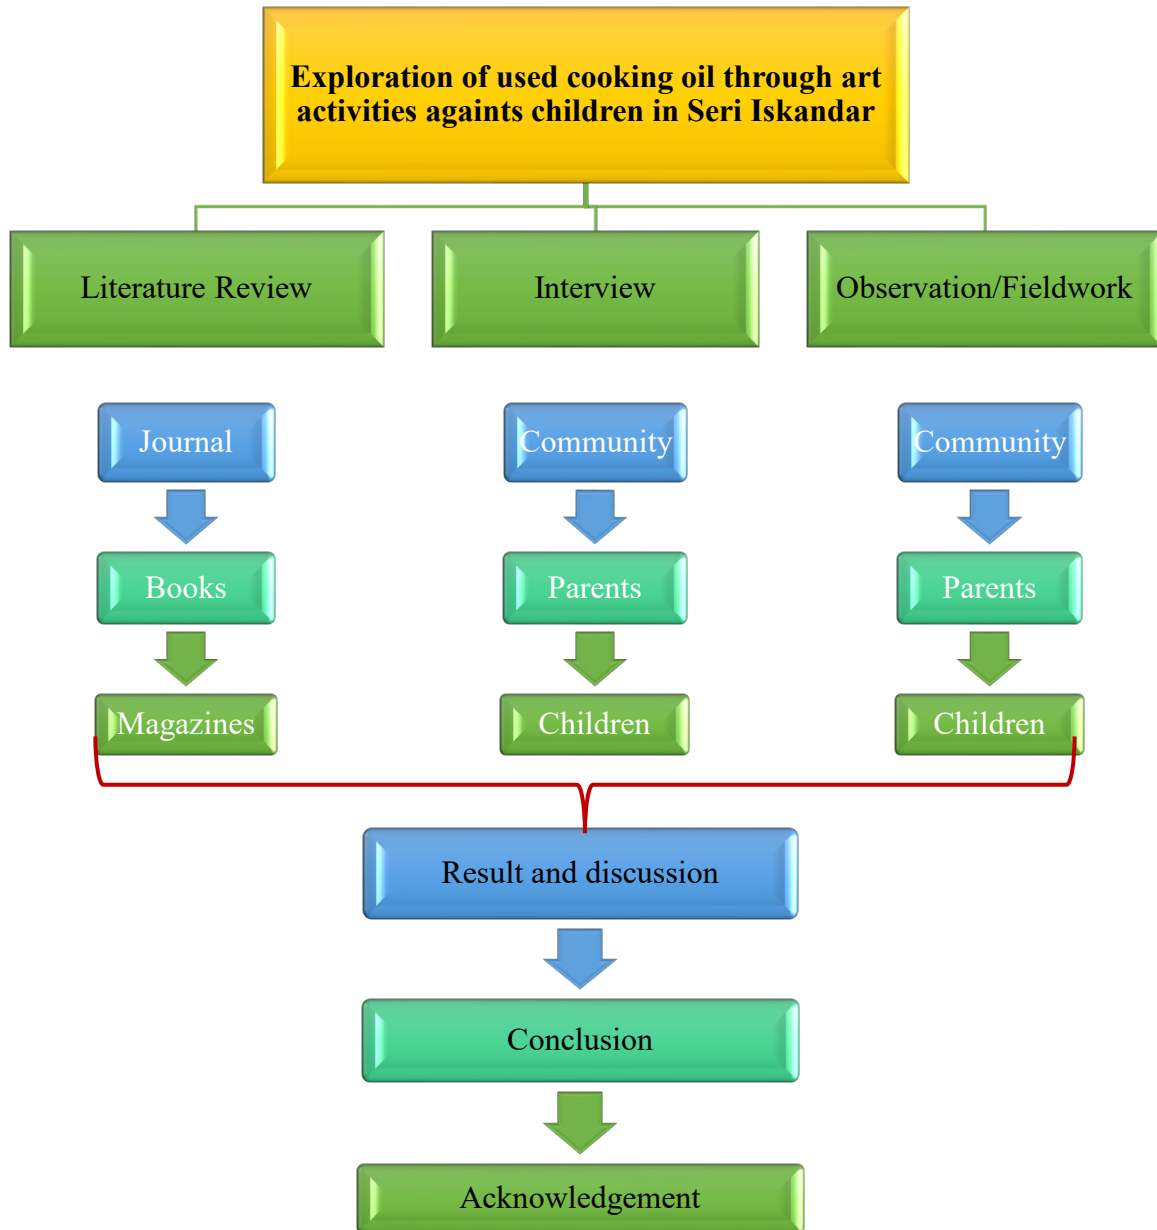 Exploration of used cooking oil through art
activities againts children in Seri Iskandar
Literature Review
Interview
Observation/Fieldwork
Journal
Community
Community
Books
Parents
Parents
Magazines
Children
Children
Result and discussion
Conclusion
Acknowledgement